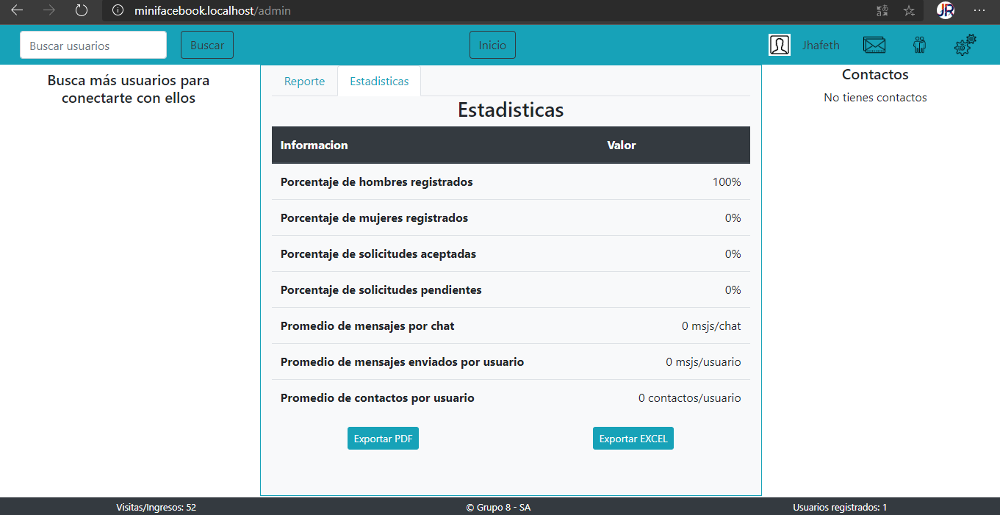 minifacebook.localhost/admin
JR
Buscar usuarios
Buscar
Inicio
Jhafeth
Busca más usuarios para
conectarte con ellos
Reporte
Estadisticas
Estadisticas
Informacion Valor
Porcentaje de hombres registrados 100%
Porcentaje de mujeres registrados 0%
Porcentaje de solicitudes aceptadas 0%
Porcentaje de solicitudes pendientes 0%
Promedio de mensajes por chat 0 msjs/chat
Promedio de mensajes enviados por usuario 0 msjs/usuario
Promedio de contactos por usuario 0 contactos/usuario
Exportar PDF
Exportar EXCEL
Contactos
No tienes contactos
Visitas/Ingresos: 52
© Grupo 8 - SA
Usuarios registrados: 1